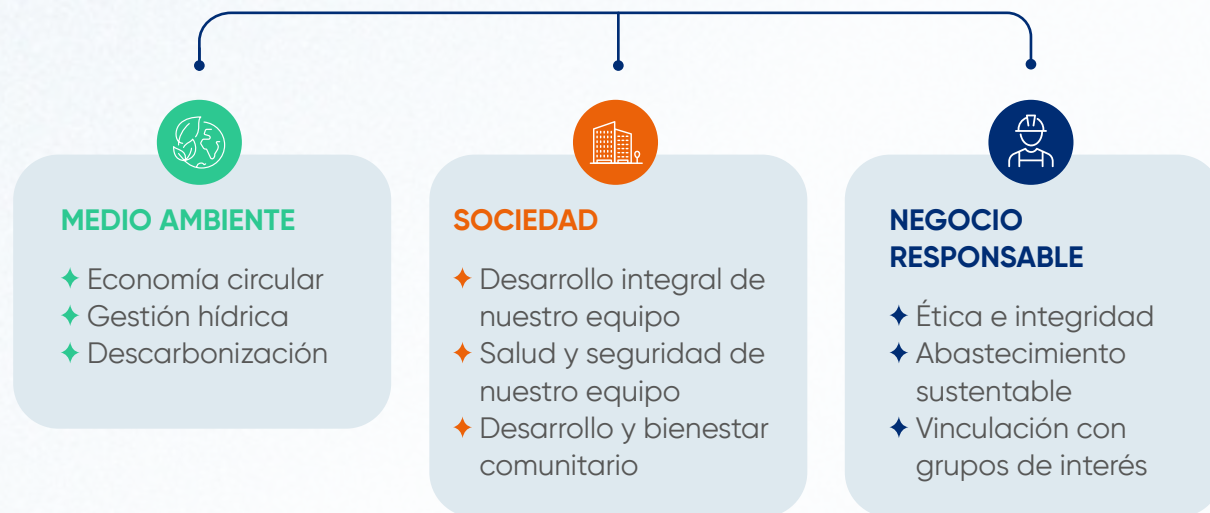 MEDIO AMBIENTE
Economía circular
Gestión hídrica
Descarbonización
SOCIEDAD
Desarrollo integral de
nuestro equipo
Salud y seguridad de
nuestro equipo
Desarrollo y bienestar
comunitario
NEGOCIO
RESPONSABLE
Ética e integridad
Abastecimiento
sustentable
Vinculación con
grupos de interés